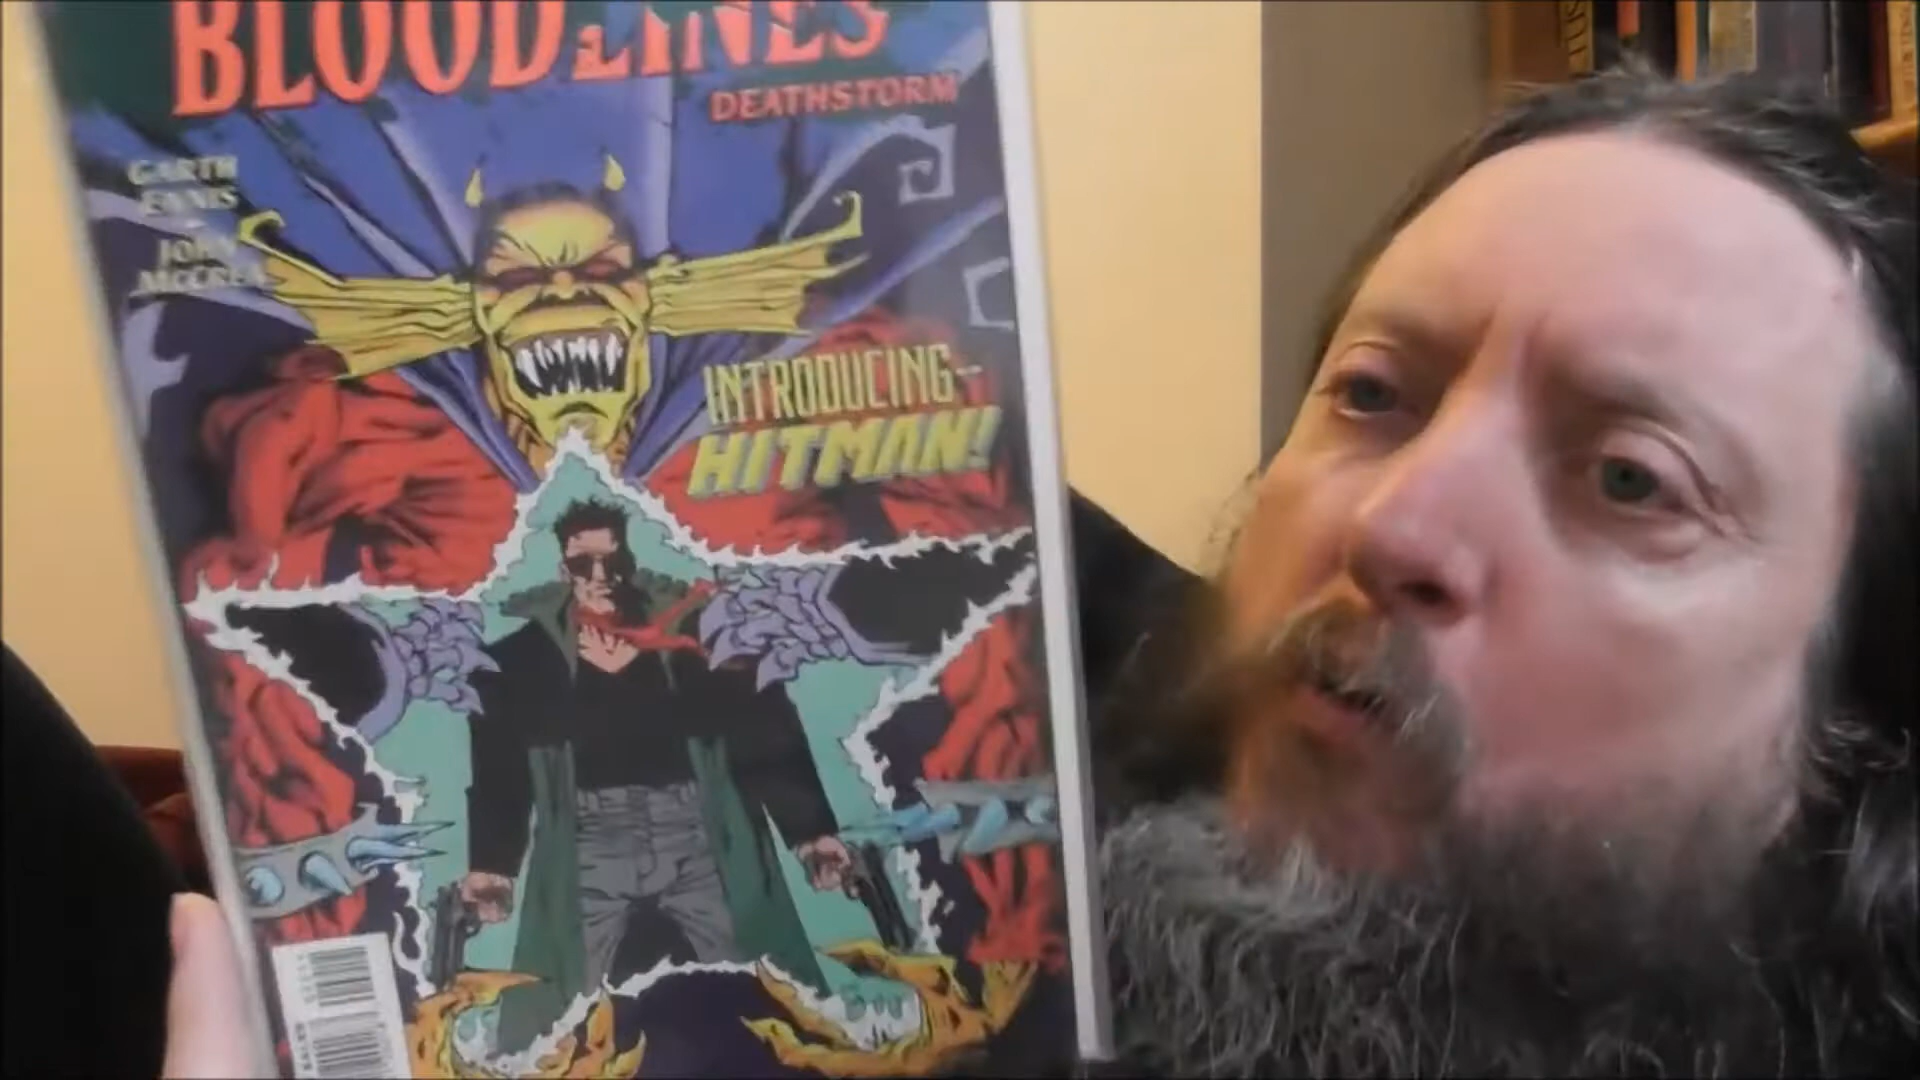 BLOODLINES
DEATHSTORM
GARTH
ENNIS
JOHN
MCCREA
INTRODUCING--
HITMAN!